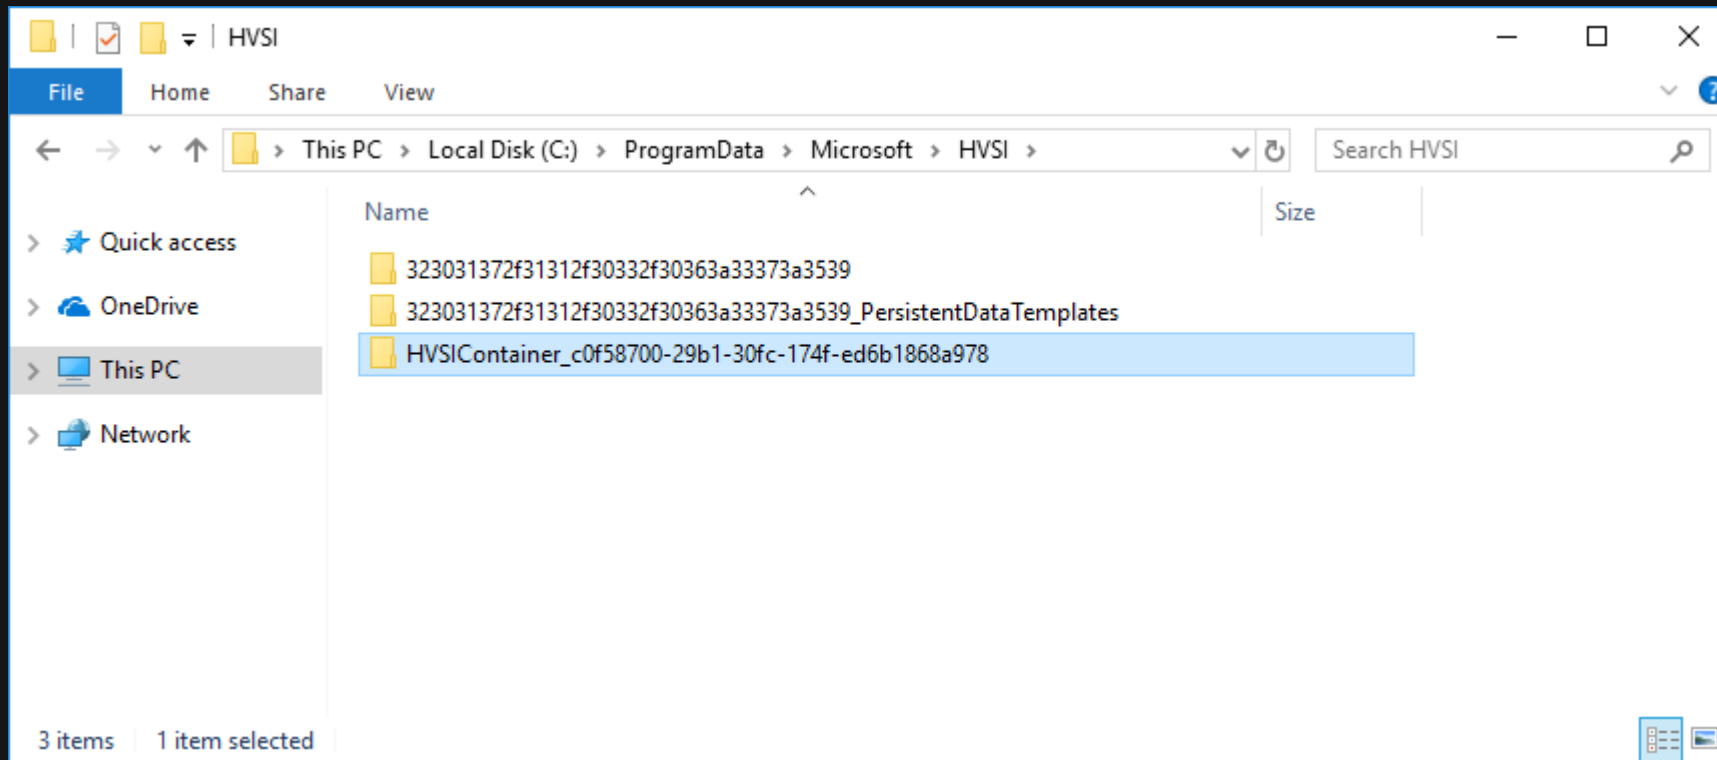 HVSI
File Home Share View
This PC > Local Disk (C:) > ProgramData > Microsoft > HVSI >
Search HVSI
Name Size
Quick access
OneDrive
This PC
Network
323031372f31312f30332f30363a33373a3539
323031372f31312f30332f30363a33373a3539_PersistentDataTemplates
HVSIContainer_c0f58700-29b1-30fc-174f-ed6b1868a978
3 items 1 item selected